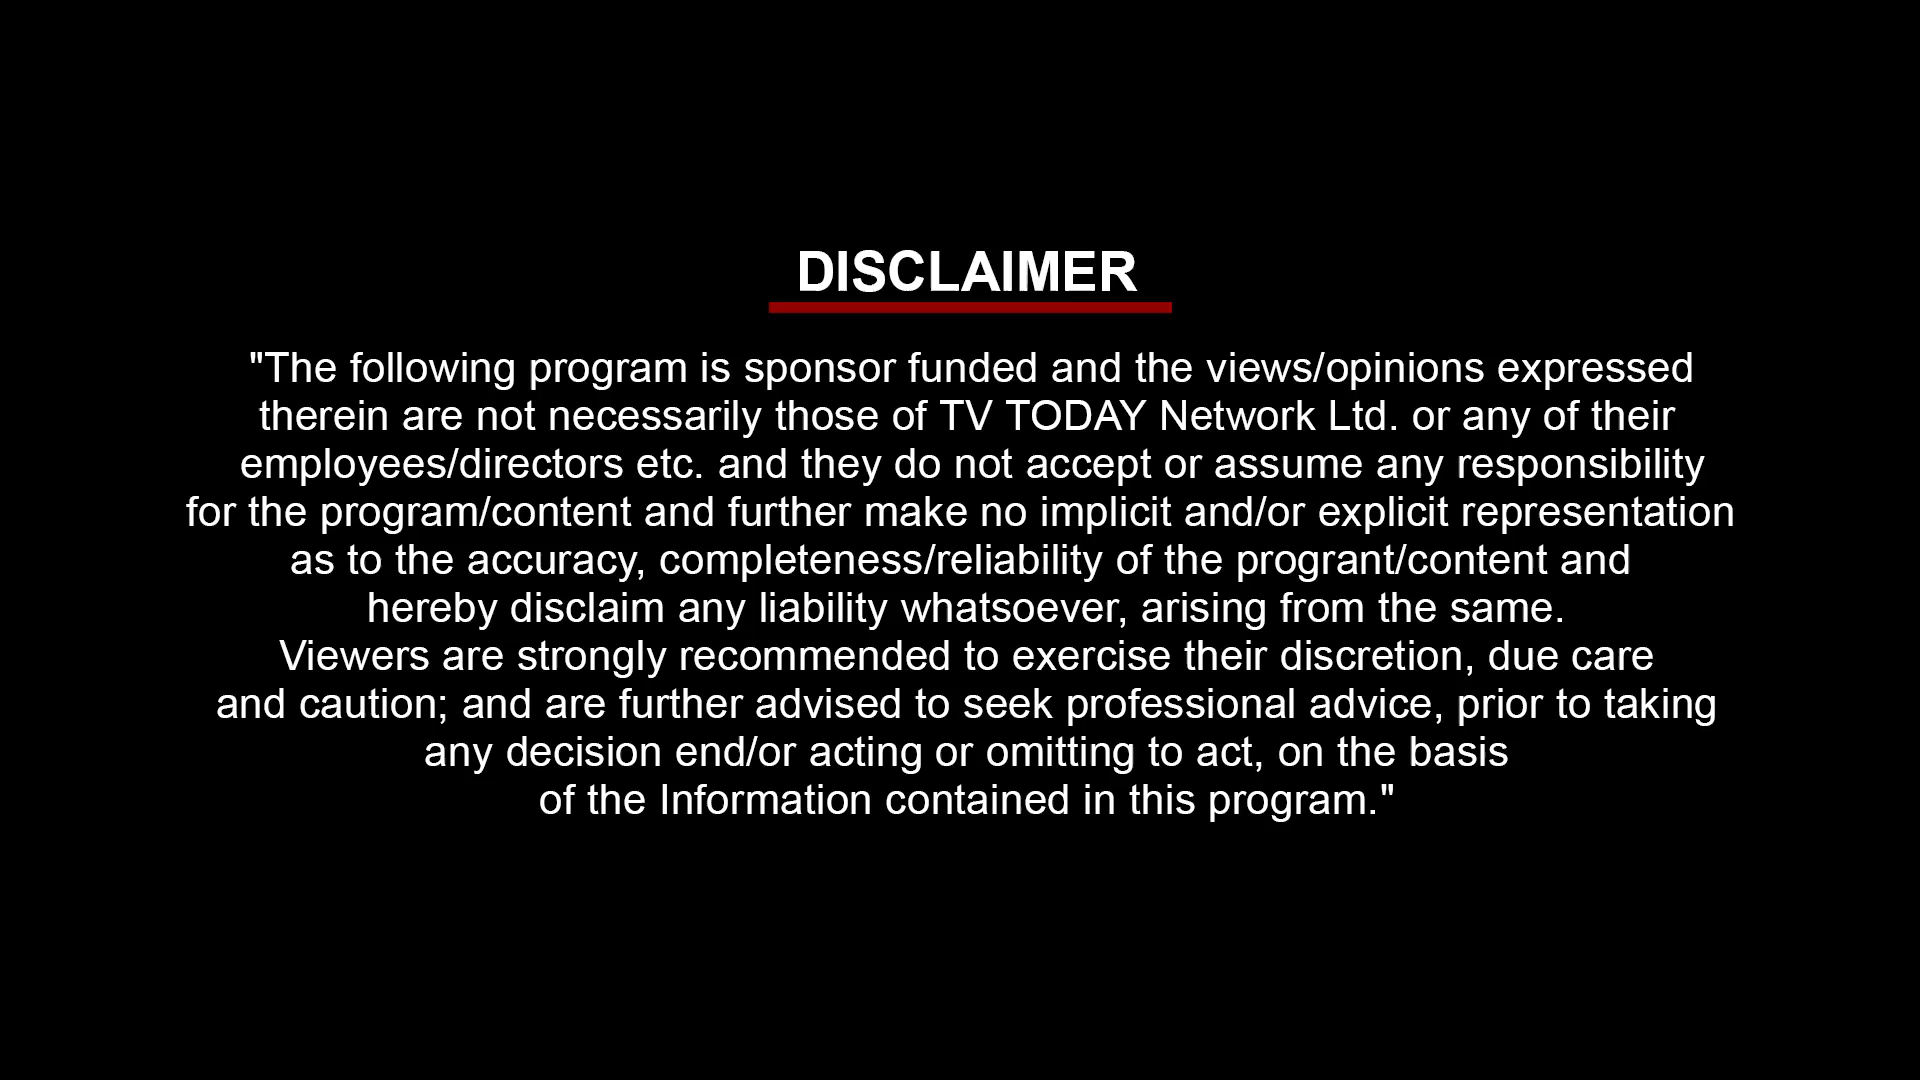 DISCLAIMER
"The following program is sponsor funded and the views/opinions expressed
therein are not necessarily those of TV TODAY Network Ltd. or any of their
employees/directors etc. and they do not accept or assume any responsibility
for the program/content and further make no implicit and/or explicit representation
as to the accuracy, completeness/reliability of the progrant/content and
hereby disclaim any liability whatsoever, arising from the same.
Viewers are strongly recommended to exercise their discretion, due care
and caution; and are further advised to seek professional advice, prior to taking
any decision end/or acting or omitting to act, on the basis
of the Information contained in this program."